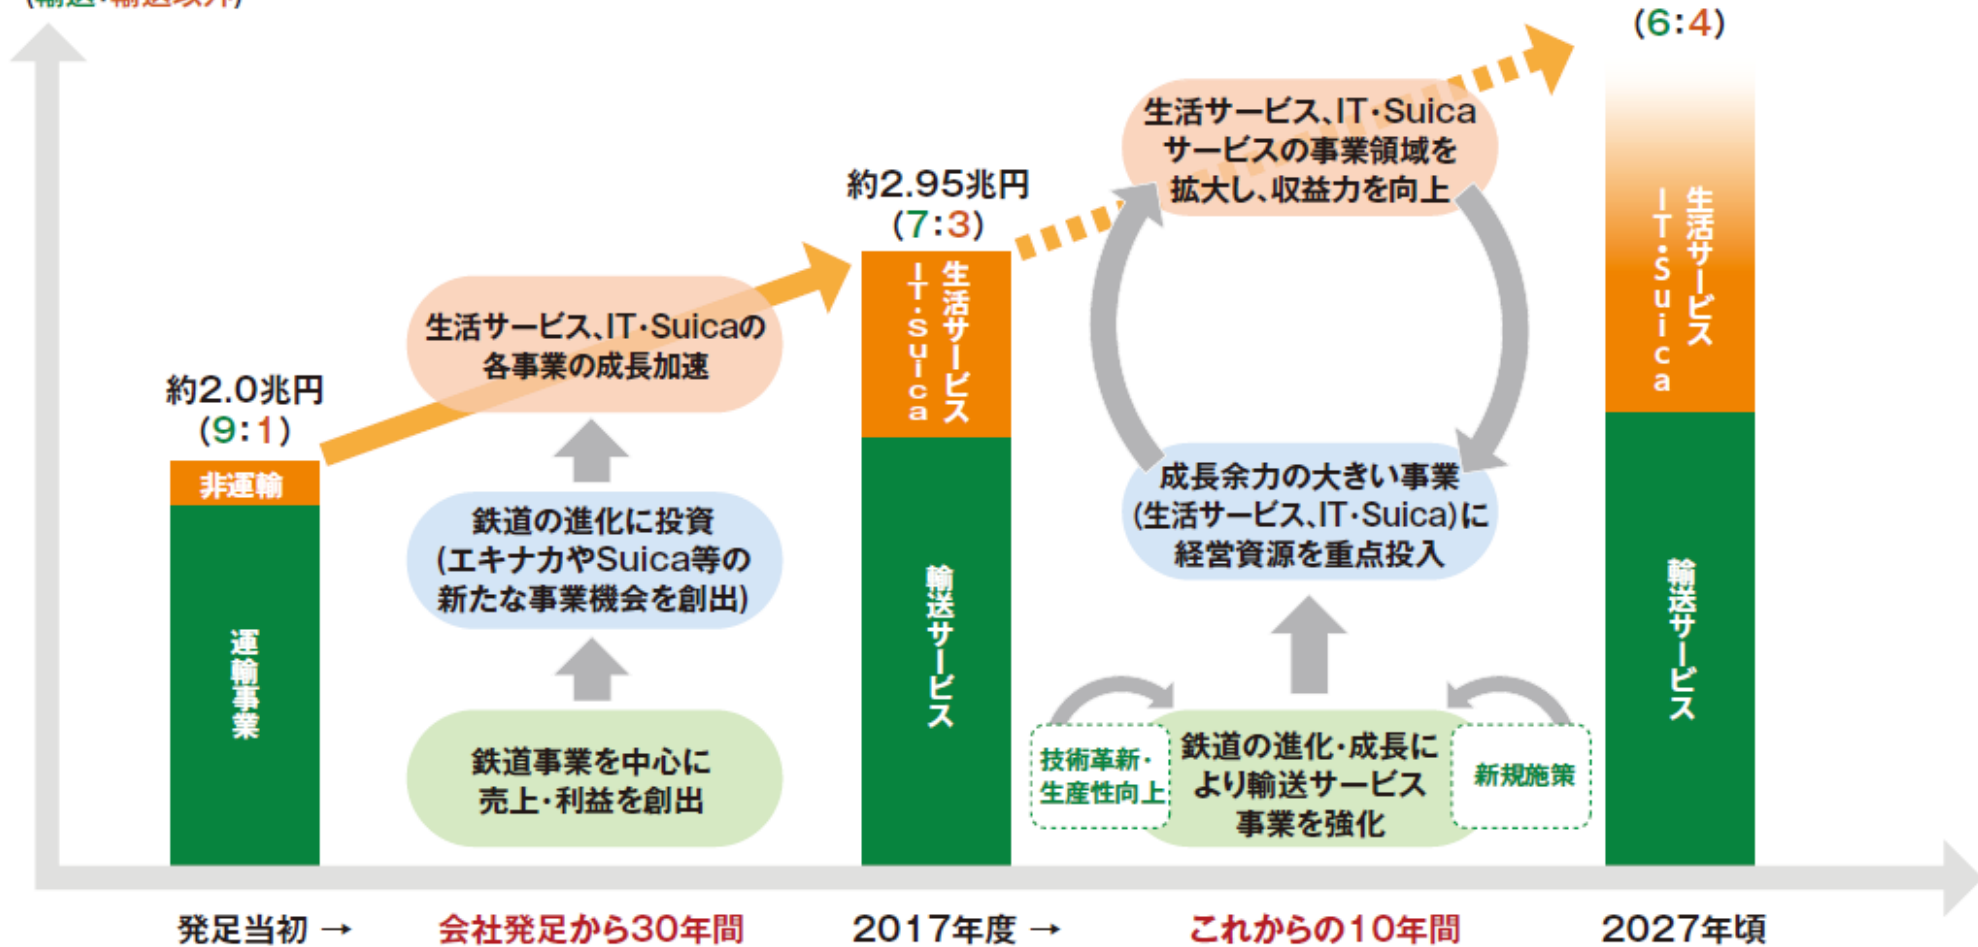 (輸送・輸送以外)
(6:4)
生活サービス、IT・Suica
サービスの事業領域を
拡大し、収益力を向上
約2.95兆円
(7:3)
生活サービス
IT・Suica
生活サービス
IT・Suica
生活サービス、IT・Suicaの
各事業の成長加速
約2.0兆円
(9:1)
非運輸
成長余力の大きい事業
(生活サービス、IT・Suica)に
経営資源を重点投入
鉄道の進化に投資
(エキナカやSuica等の
新たな事業機会を創出)
運輸事業
輸送サービス
輸送サービス
鉄道事業を中心に
売上・利益を創出
技術革新・
生産性向上
鉄道の進化・成長に
より輸送サービス
事業を強化
新規施策
発足当初 →
会社発足から30年間
2017年度 →
これからの10年間
2027年頃